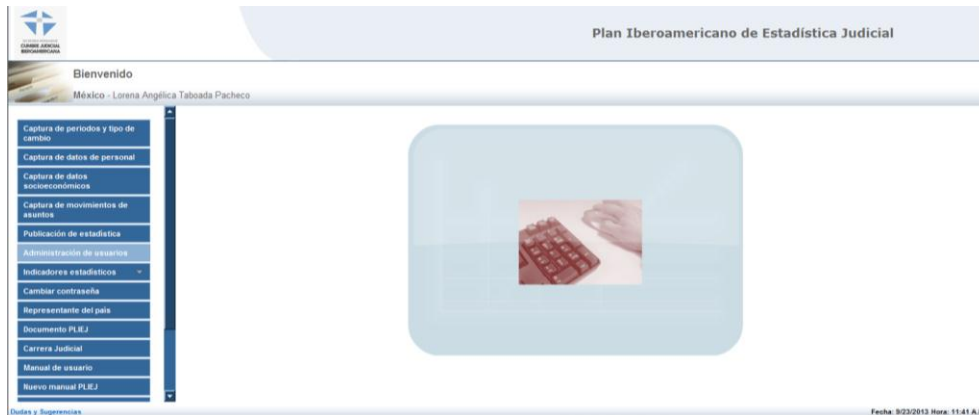 CUMBRE JUDICIAL
IBEROAMERICANA
Plan Iberoamericano de Estadística Judicial
Bienvenido
México - Lorena Angélica Taboada Pacheco
Captura de periodos y tipo de
cambio
Captura de datos de personal
Captura de datos
socioeconómicos
Captura de movimientos de
asuntos
Publicación de estadística
Administración de usuarios
Indicadores estadísticos
Cambiar contraseña
Representante del país
Documento PLIEJ
Carrera Judicial
Manual de usuario
Nuevo manual PLIEJ
Dudas y Sugerencias
Fecha: 9/23/2013 Hora: 11:41 A.